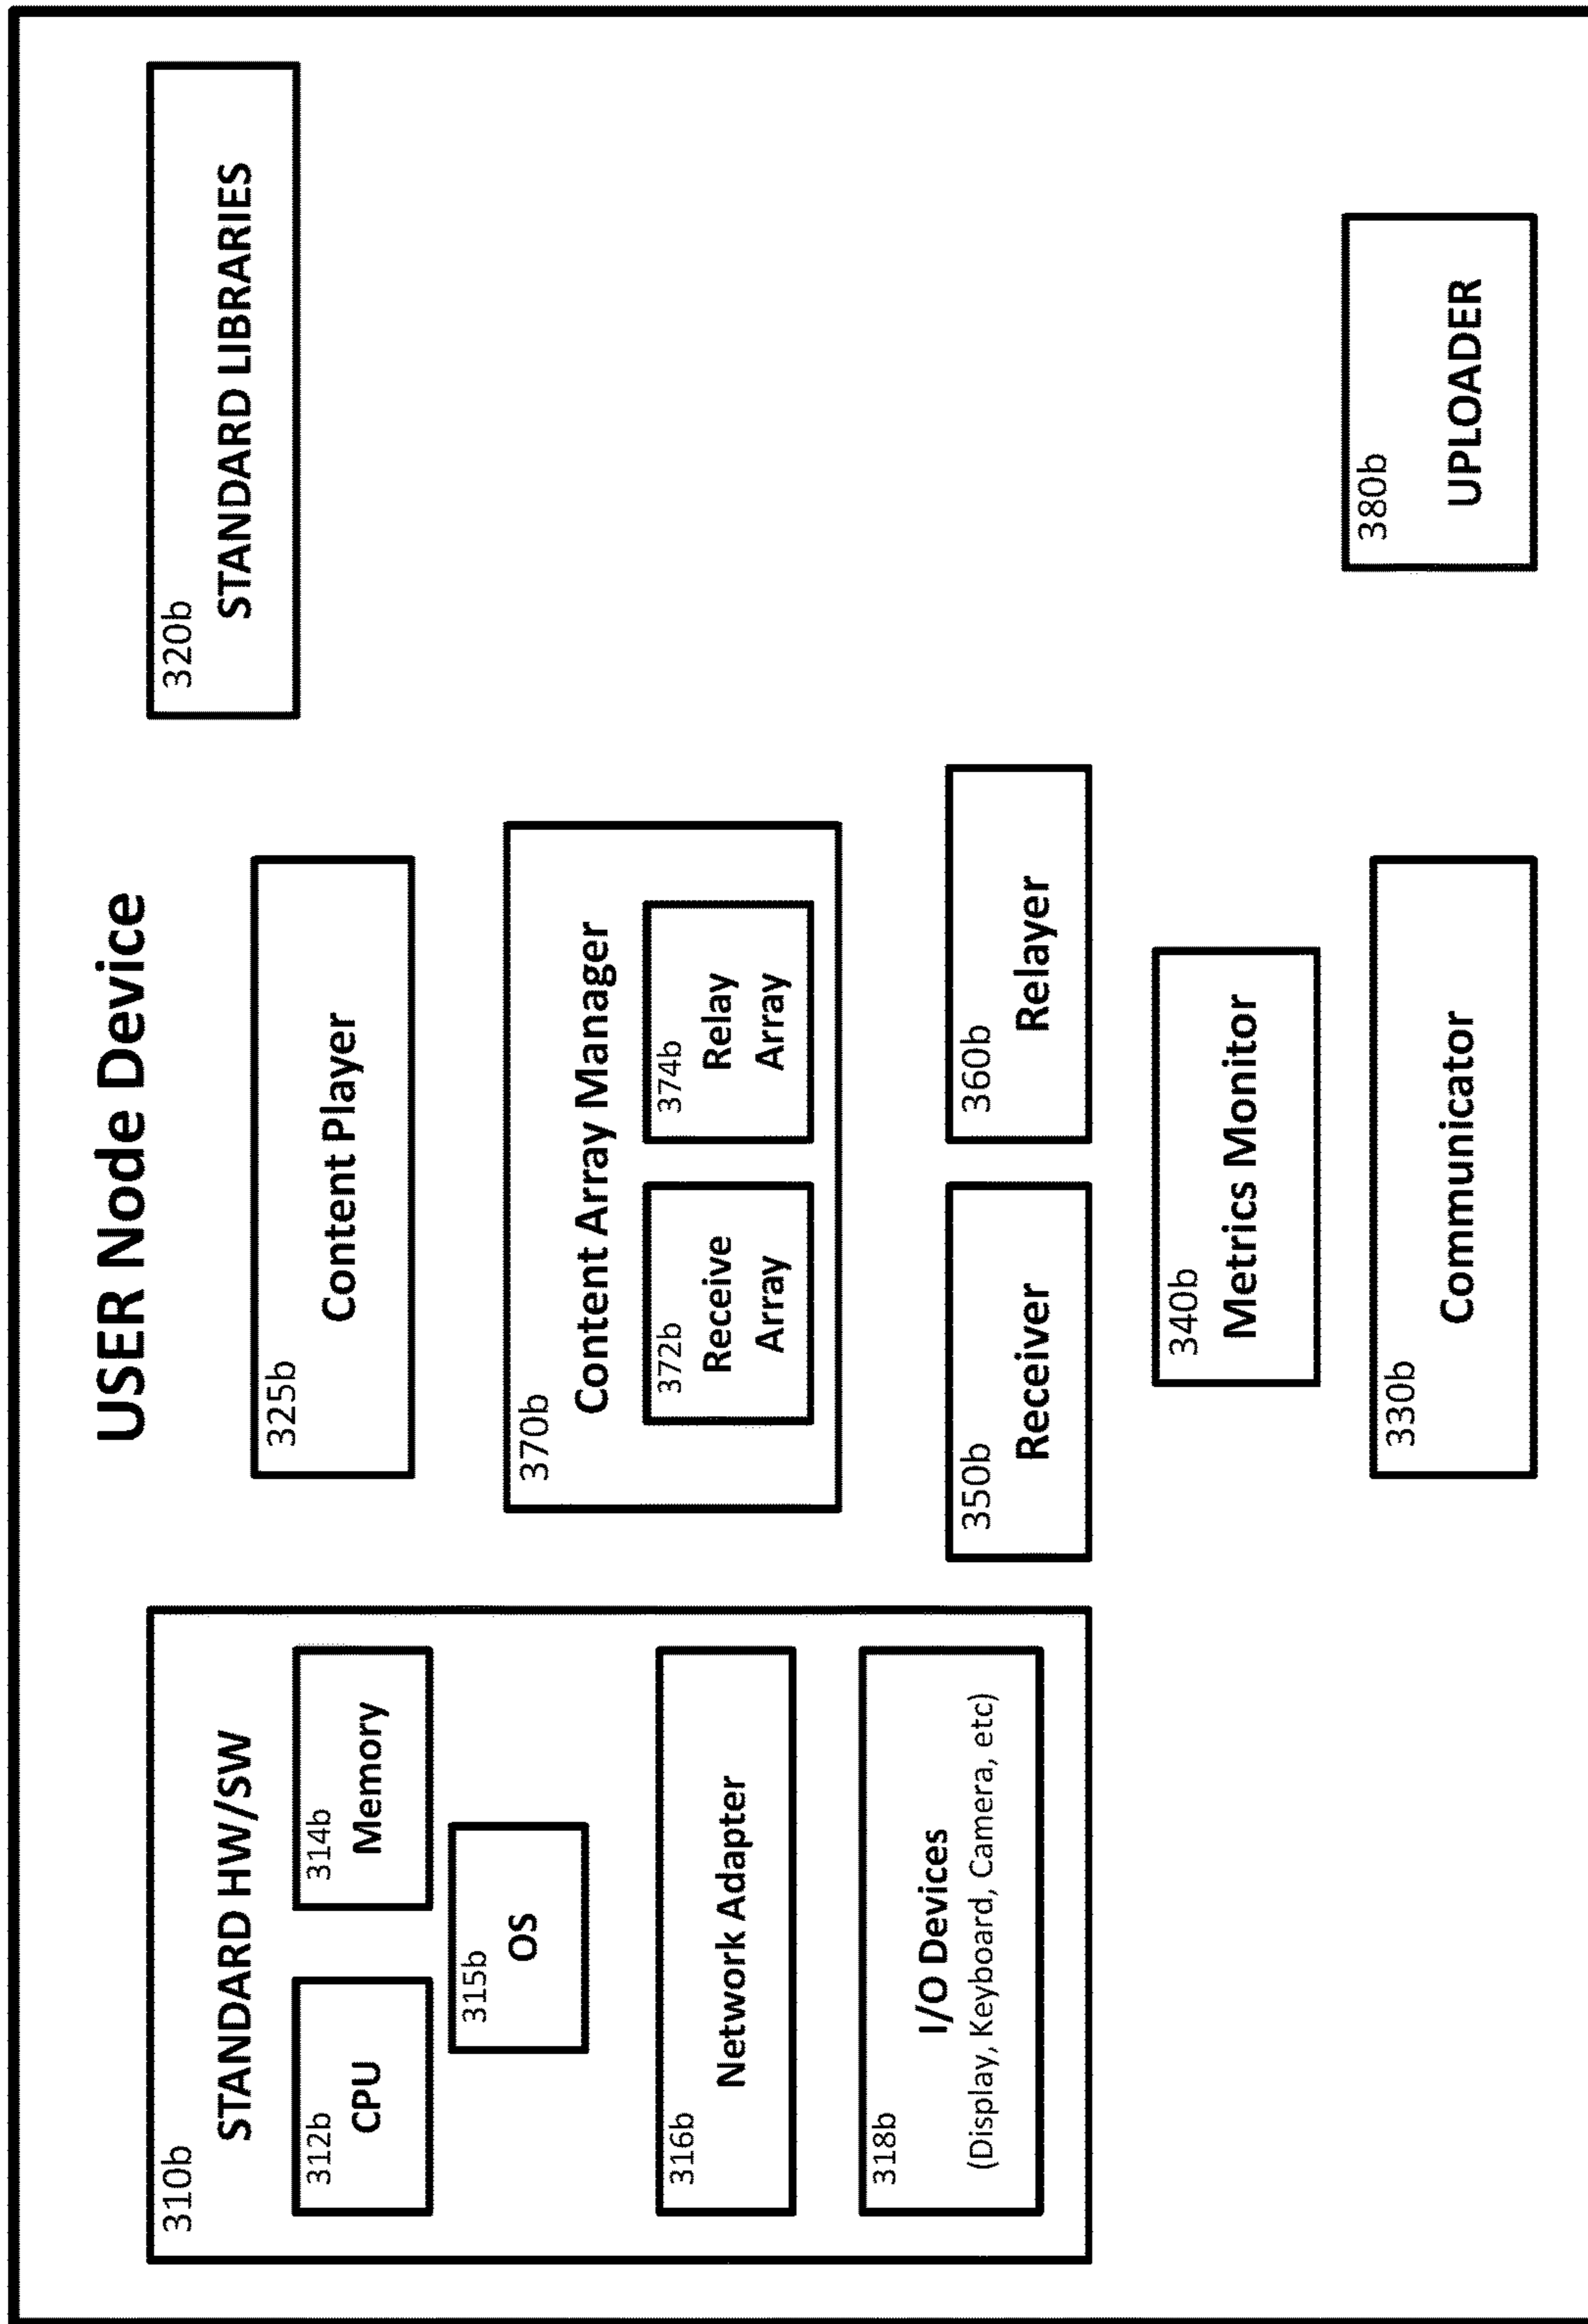 USER Node Device
310b
STANDARD HW/SW
312b
CPU
314b
Memory
315b
OS
316b
Network Adapter
318b
I/O Devices
(Display, Keyboard, Camera, etc)
325b
Content Player
370b
Content Array Manager
372b
Receive
Array
374b
Relay
Array
350b
Receiver
360b
Relayer
340b
Metrics Monitor
330b
Communicator
320b
STANDARD LIBRARIES
380b
UPLOADER